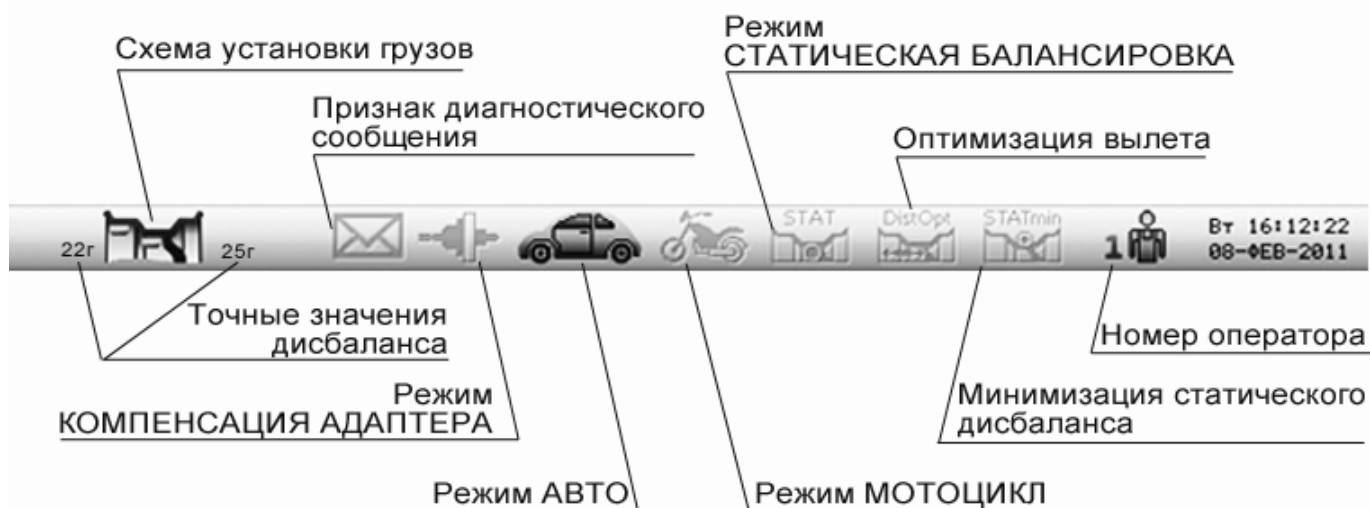 Режим
СТАТИЧЕСКАЯ БАЛАНСИРОВКА
Схема установки грузов
Признак диагностического
сообщения
Оптимизация вылета
22г
25г
STAT
DistOpt
STATmin
1
Вт 16:12:22
08-ФЕВ-2011
Точные значения
дисбаланса
Номер оператора
Режим
КОМПЕНСАЦИЯ АДАПТЕРА
Минимизация статического
дисбаланса
Режим АВТО
Режим МОТОЦИКЛ